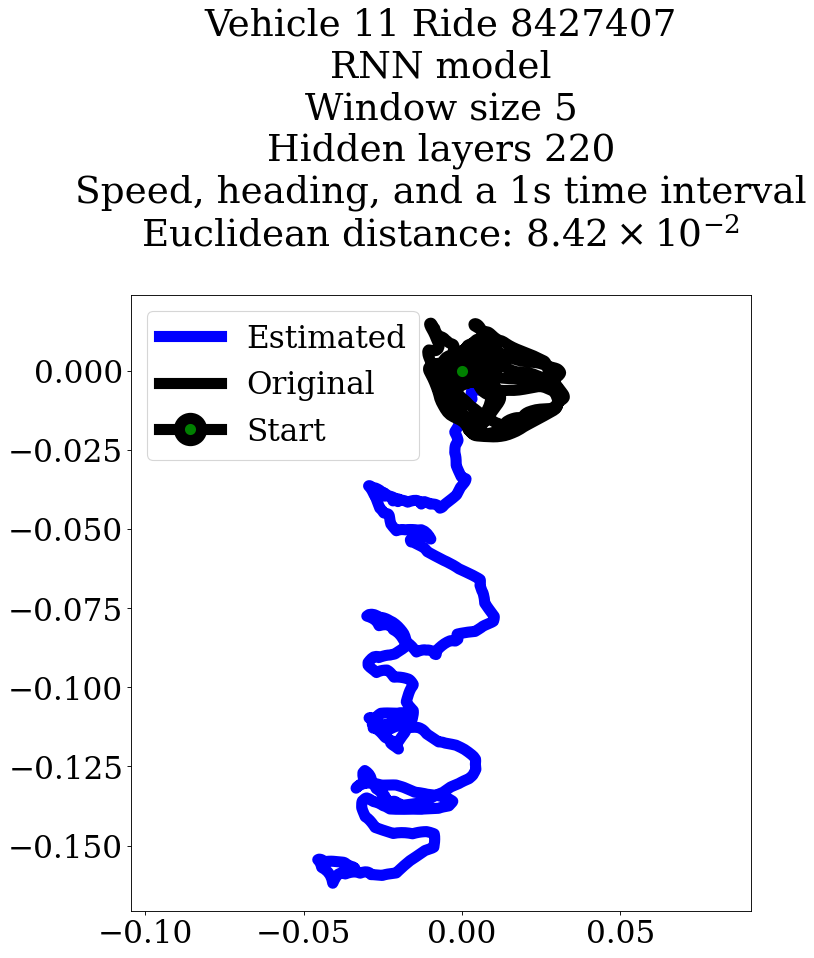 Vehicle 11 Ride 8427407
RNN model
Window size 5
Hidden layers 220
Speed, heading, and a 1s time interval
Euclidean distance: 8.42 × 10⁻²
Estimated
Original
Start
0.000
−0.025
−0.050
−0.075
−0.100
−0.125
−0.150
−0.10 −0.05 0.00 0.05